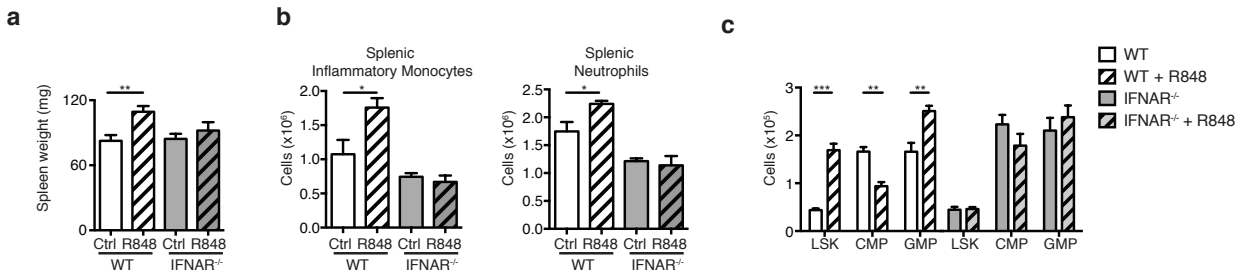 a
Spleen weight (mg)
120
60
0
**
Ctrl R848 Ctrl R848
WT IFNAR-/-
b
Splenic
Inflammatory Monocytes
Cells (x10⁶)
2.0
1.5
1.0
0.5
0.0
*
Ctrl R848 Ctrl R848
WT IFNAR-/-
Splenic
Neutrophils
Cells (x10⁶)
2.5
2.0
1.5
1.0
0.5
0.0
*
Ctrl R848 Ctrl R848
WT IFNAR-/-
c
Cells (x10⁵)
3
2
1
0
*** ** **
LSK CMP GMP LSK CMP GMP
WT
WT + R848
IFNAR-/-
IFNAR-/- + R848